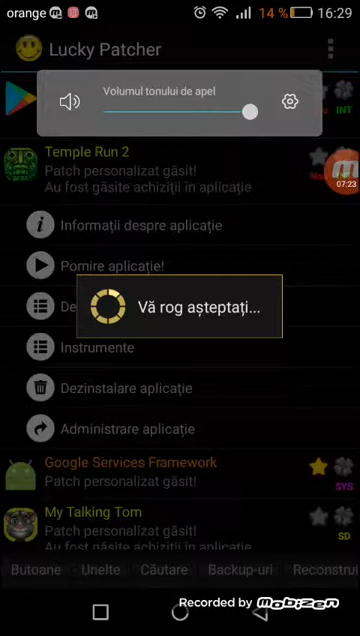 orange 14 % 16:29
Lucky Patcher
Volumul tonului de apel
INT
Temple Run 2
Patch personalizat găsit!
Au fost găsite achiziții în aplicație.
07:23
Informații despre aplicație
Pornire aplicație!
Vă rog așteptați...
Instrumente
Dezinstalare aplicație
Administrare aplicație
Google Services Framework
Patch personalizat găsit!
SYS
My Talking Tom
Patch personalizat găsit!
Au fost găsite achiziții în aplicație
SD
Butoane Unelte Căutare Backup-uri Reconstrui
Recorded by Mobizen